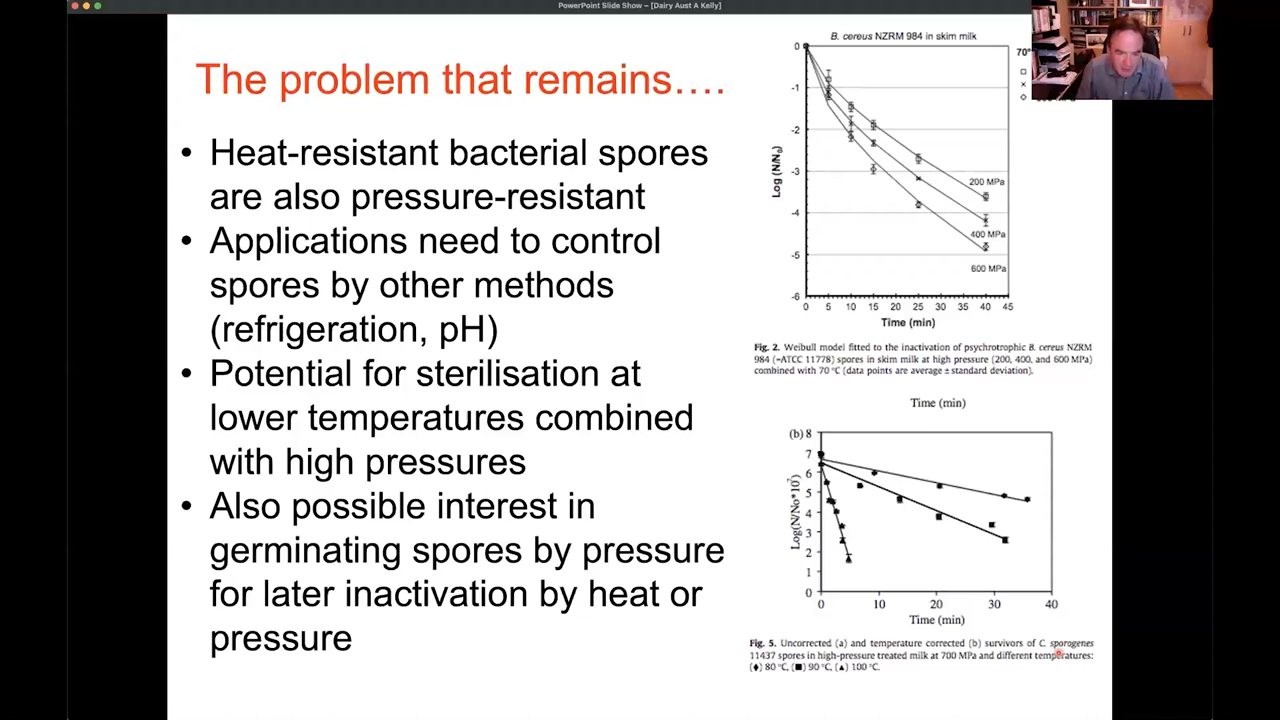 PowerPoint Slide Show – [Dairy Aust A Kelly]
The problem that remains….
• Heat-resistant bacterial spores
are also pressure-resistant
• Applications need to control
spores by other methods
(refrigeration, pH)
• Potential for sterilisation at
lower temperatures combined
with high pressures
• Also possible interest in
germinating spores by pressure
for later inactivation by heat or
pressure
B. cereus NZRM 984 in skim milk
70°
0
-1
-2
-3
-4
-5
-6
Log (N/N₀)
200 MPa
400 MPa
600 MPa
0 5 10 15 20 25 30 35 40 45
Time (min)
Fig. 2. Weibull model fitted to the inactivation of psychrotrophic B. cereus NZRM
984 (~ATCC 11778) spores in skim milk at high pressure (200, 400, and 600 MPa)
combined with 70 °C (data points are average ± standard deviation).
Time (min)
(b) 8
7
6
5
4
3
2
1
0
Log(N/No*10⁷)
0 10 20 30 40
Time (min)
Fig. 5. Uncorrected (a) and temperature corrected (b) survivors of C. sporogenes
11437 spores in high-pressure treated milk at 700 MPa and different temperatures:
(♦) 80 °C, (■) 90 °C, (▲) 100 °C.